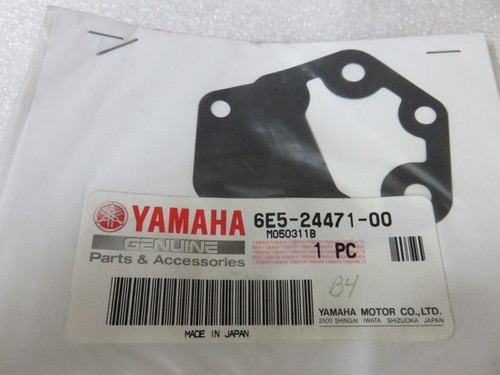 YAMAHA
GENUINE
Parts & Accessories
6E5-24471-00
M050311B
1 PC
B4
YAMAHA MOTOR CO.,LTD.
2500 SHINGAI IWATA SHIZUOKA JAPAN
MADE IN JAPAN